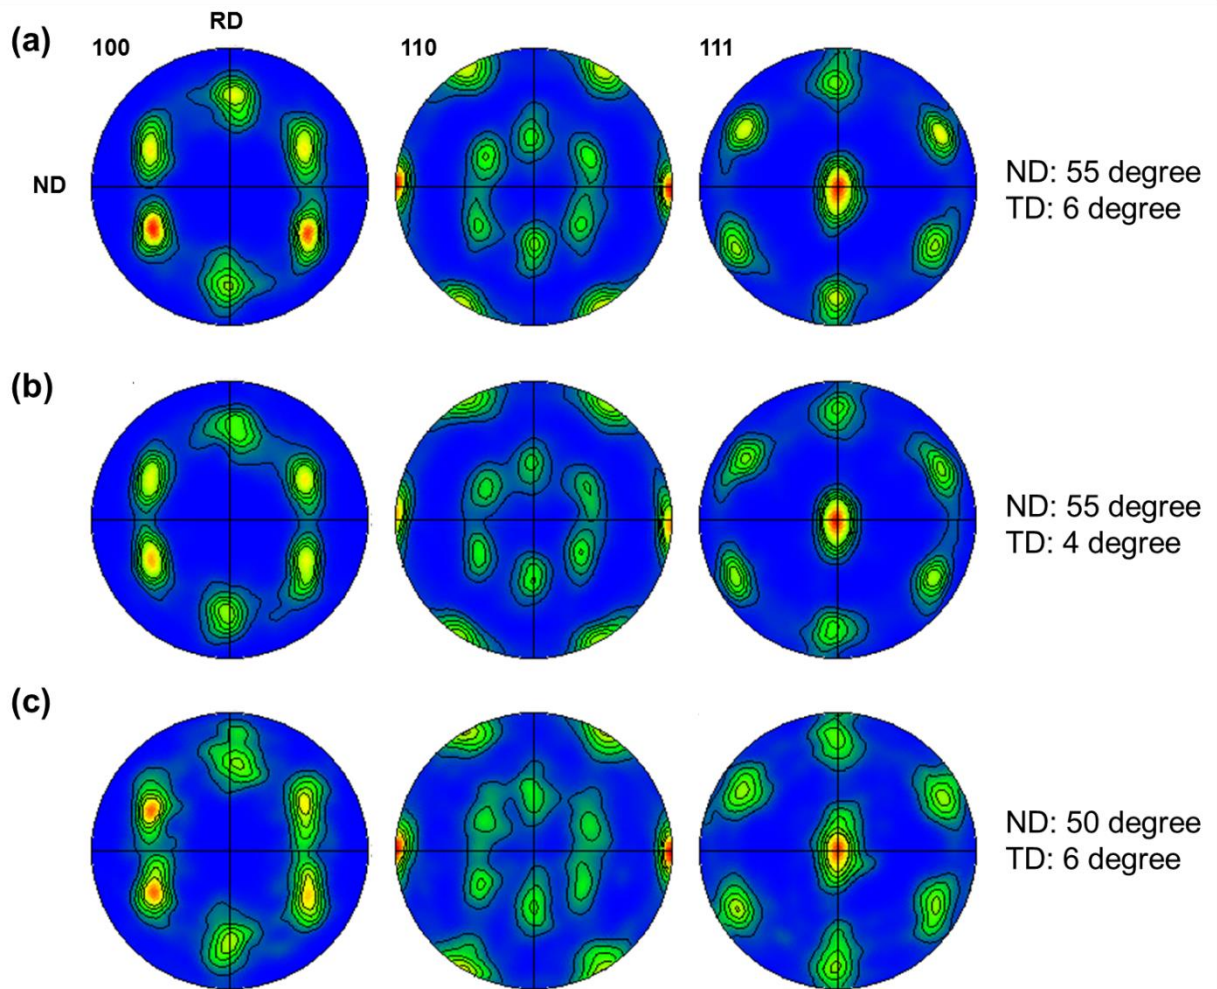 (a)
RD
100
110
111
ND
ND: 55 degree
TD: 6 degree
(b)
ND: 55 degree
TD: 4 degree
(c)
ND: 50 degree
TD: 6 degree